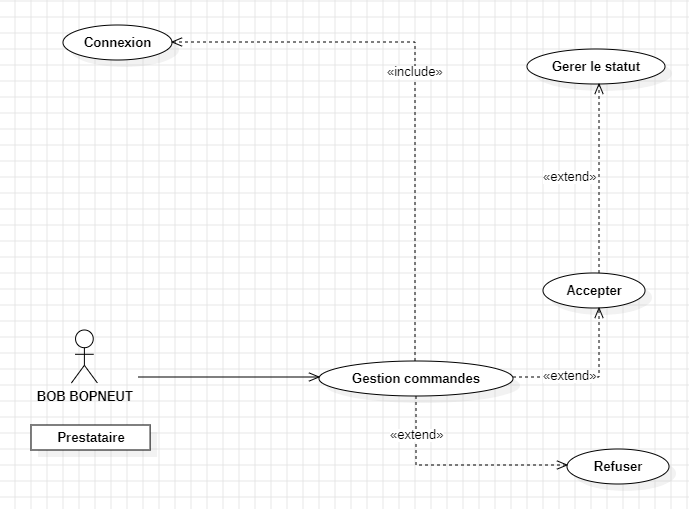 Connexion
«include»
Gerer le statut
«extend»
Accepter
BOB BOPNEUT
Gestion commandes
«extend»
Prestataire
«extend»
Refuser